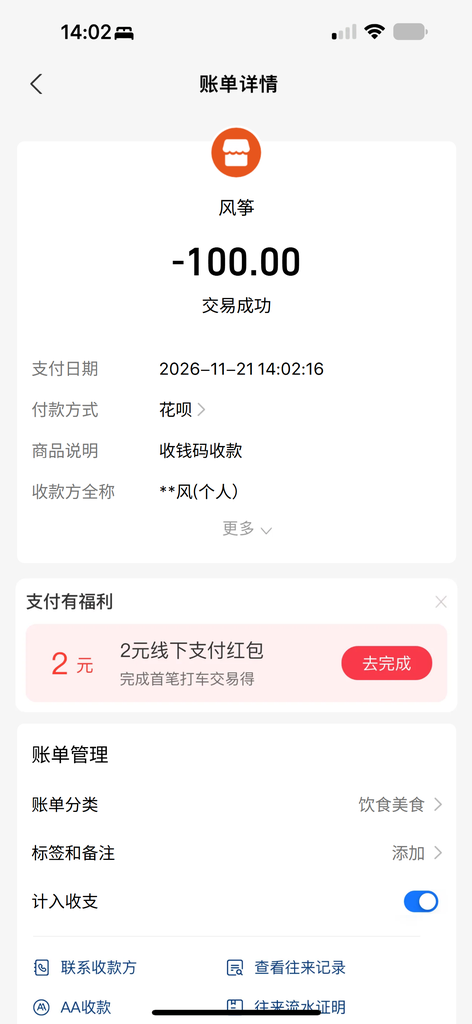 14:02
账单详情
风筝
-100.00
交易成功
支付日期 2026-11-21 14:02:16
付款方式 花呗
商品说明 收钱码收款
收款方全称 **风(个人)
更多
支付有福利
2元 2元线下支付红包
完成首笔打车交易得
去完成
账单管理
账单分类 饮食美食
标签和备注 添加
计入收支
联系收款方 查看往来记录
AA收款 往来流水证明